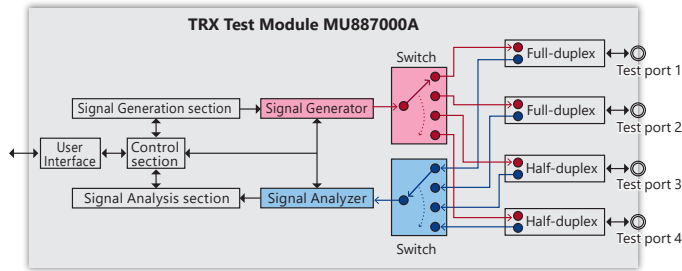 TRX Test Module MU887000A
Switch
Full-duplex
Test port 1
Signal Generation section
Signal Generator
Full-duplex
Test port 2
User
Interface
Control
section
Half-duplex
Test port 3
Signal Analysis section
Signal Analyzer
Half-duplex
Test port 4
Switch